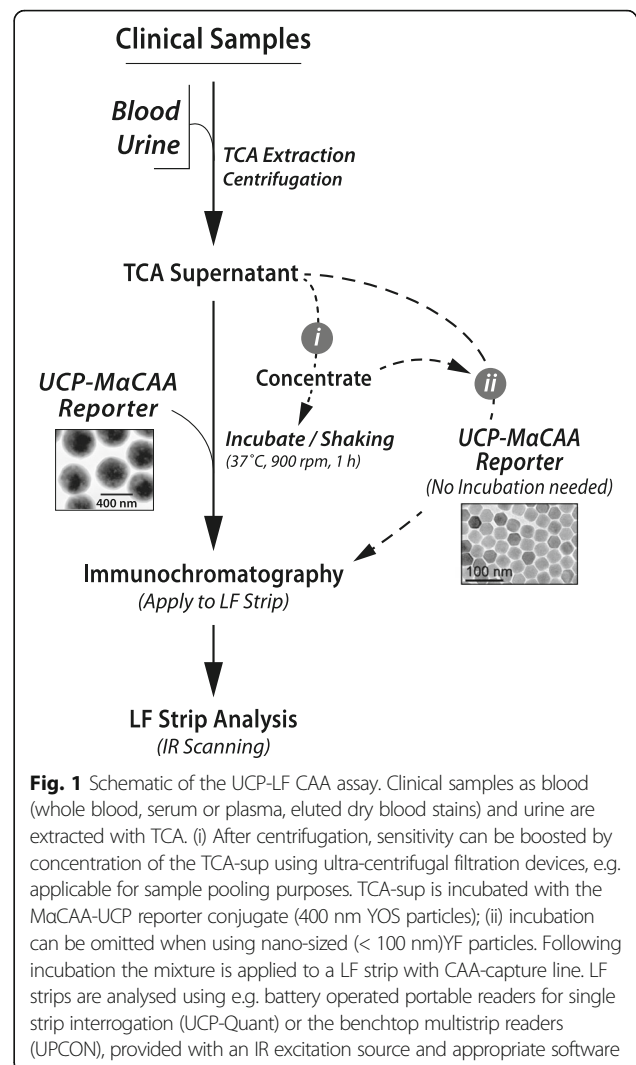 Clinical Samples
Blood
Urine
TCA Extraction
Centrifugation
TCA Supernatant
i
Concentrate
ii
UCP-MαCAA
Reporter
400 nm
Incubate / Shaking
(37˚C, 900 rpm, 1 h)
UCP-MαCAA
Reporter
(No Incubation needed)
100 nm
Immunochromatography
(Apply to LF Strip)
LF Strip Analysis
(IR Scanning)
Fig. 1 Schematic of the UCP-LF CAA assay. Clinical samples as blood
(whole blood, serum or plasma, eluted dry blood stains) and urine are
extracted with TCA. (i) After centrifugation, sensitivity can be boosted by
concentration of the TCA-sup using ultra-centrifugal filtration devices, e.g.
applicable for sample pooling purposes. TCA-sup is incubated with the
MαCAA-UCP reporter conjugate (400 nm YOS particles); (ii) incubation
can be omitted when using nano-sized (< 100 nm)YF particles. Following
incubation the mixture is applied to a LF strip with CAA-capture line. LF
strips are analysed using e.g. battery operated portable readers for single
strip interrogation (UCP-Quant) or the benchtop multistrip readers
(UPCON), provided with an IR excitation source and appropriate software